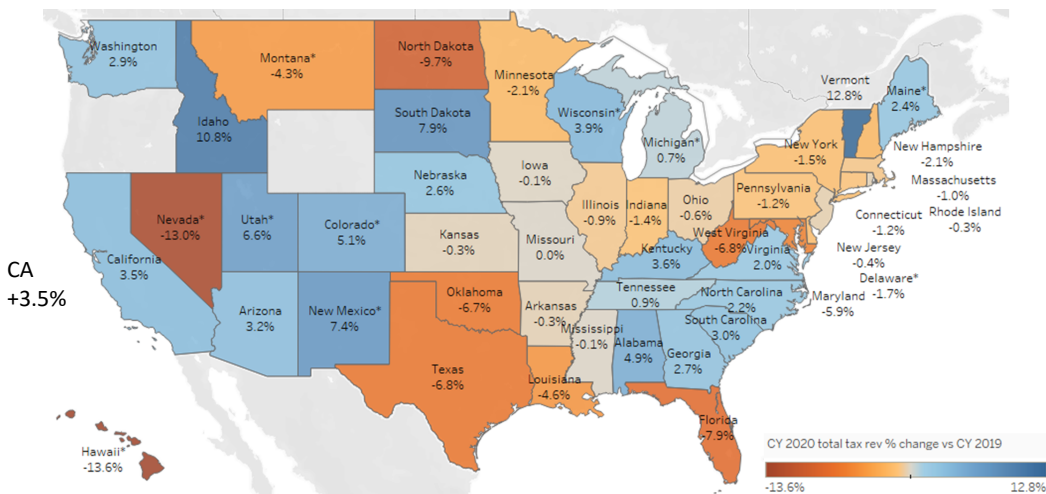 Washington
2.9%
Montana*
-4.3%
North Dakota
-9.7%
Minnesota
-2.1%
Vermont
12.8%
Maine*
2.4%
Idaho
10.8%
South Dakota
7.9%
Wisconsin*
3.9%
Michigan*
0.7%
New York
-1.5%
New Hampshire
-2.1%
Massachusetts
-1.0%
Rhode Island
-0.3%
Connecticut
-1.2%
New Jersey
-0.4%
Delaware*
-1.7%
Maryland
-5.9%
Nebraska
2.6%
Iowa
-0.1%
Illinois
-0.9%
Indiana
-1.4%
Ohio
-0.6%
Pennsylvania
-1.2%
Nevada*
-13.0%
Utah*
6.6%
Colorado*
5.1%
Kansas
-0.3%
Missouri
0.0%
Kentucky
3.6%
West Virginia
-6.8%
Virginia
2.0%
CA
+3.5%
California
3.5%
Arizona
3.2%
New Mexico*
7.4%
Oklahoma
-6.7%
Arkansas
-0.3%
Tennessee
0.9%
North Carolina
2.2%
South Carolina
3.0%
Mississippi
-0.1%
Alabama
4.9%
Georgia
2.7%
Texas
-6.8%
Louisiana
-4.6%
Florida
-7.9%
Hawaii*
-13.6%
CY 2020 total tax rev % change vs CY 2019
-13.6%
12.8%